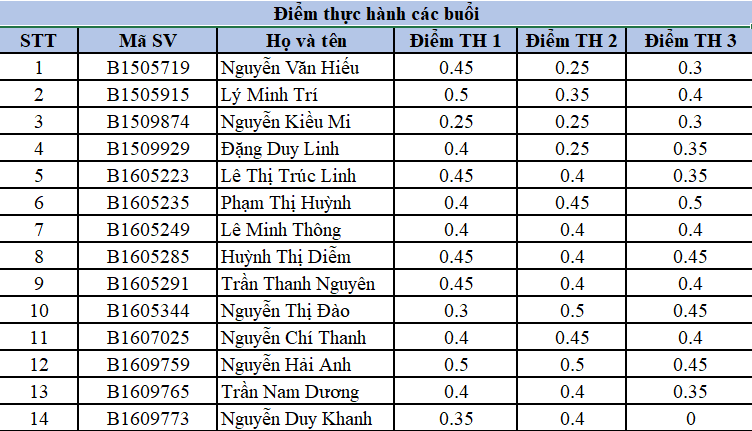 Điểm thực hành các buổi
STT Mã SV Họ và tên Điểm TH 1 Điểm TH 2 Điểm TH 3
1 B1505719 Nguyễn Văn Hiếu 0.45 0.25 0.3
2 B1505915 Lý Minh Trí 0.5 0.35 0.4
3 B1509874 Nguyễn Kiều Mi 0.25 0.25 0.3
4 B1509929 Đặng Duy Linh 0.4 0.25 0.35
5 B1605223 Lê Thị Trúc Linh 0.45 0.4 0.35
6 B1605235 Phạm Thị Huỳnh 0.4 0.45 0.5
7 B1605249 Lê Minh Thông 0.4 0.4 0.4
8 B1605285 Huỳnh Thị Diễm 0.45 0.4 0.45
9 B1605291 Trần Thanh Nguyên 0.45 0.4 0.4
10 B1605344 Nguyễn Thị Đào 0.3 0.5 0.45
11 B1607025 Nguyễn Chí Thanh 0.4 0.45 0.4
12 B1609759 Nguyễn Hải Anh 0.5 0.5 0.45
13 B1609765 Trần Nam Dương 0.4 0.4 0.35
14 B1609773 Nguyễn Duy Khanh 0.35 0.4 0